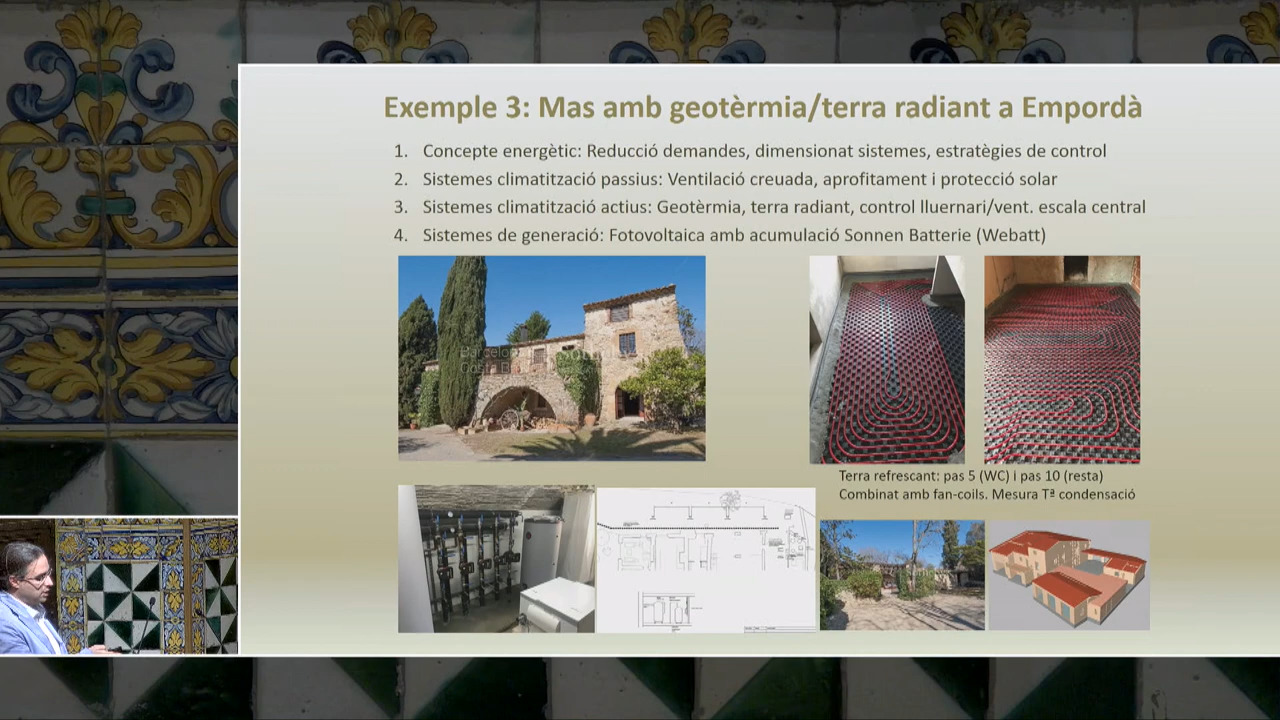 Exemple 3: Mas amb geotèrmia/terra radiant a Empordà
1. Concepte energètic: Reducció demandes, dimensionat sistemes, estratègies de control
2. Sistemes climatització passius: Ventilació creuada, aprofitament i protecció solar
3. Sistemes climatització actius: Geotèrmia, terra radiant, control lluernari/vent. escala central
4. Sistemes de generació: Fotovoltaica amb acumulació Sonnen Batterie (Webatt)
Terra refrescant: pas 5 (WC) i pas 10 (resta)
Combinat amb fan-coils. Mesura Tª condensació